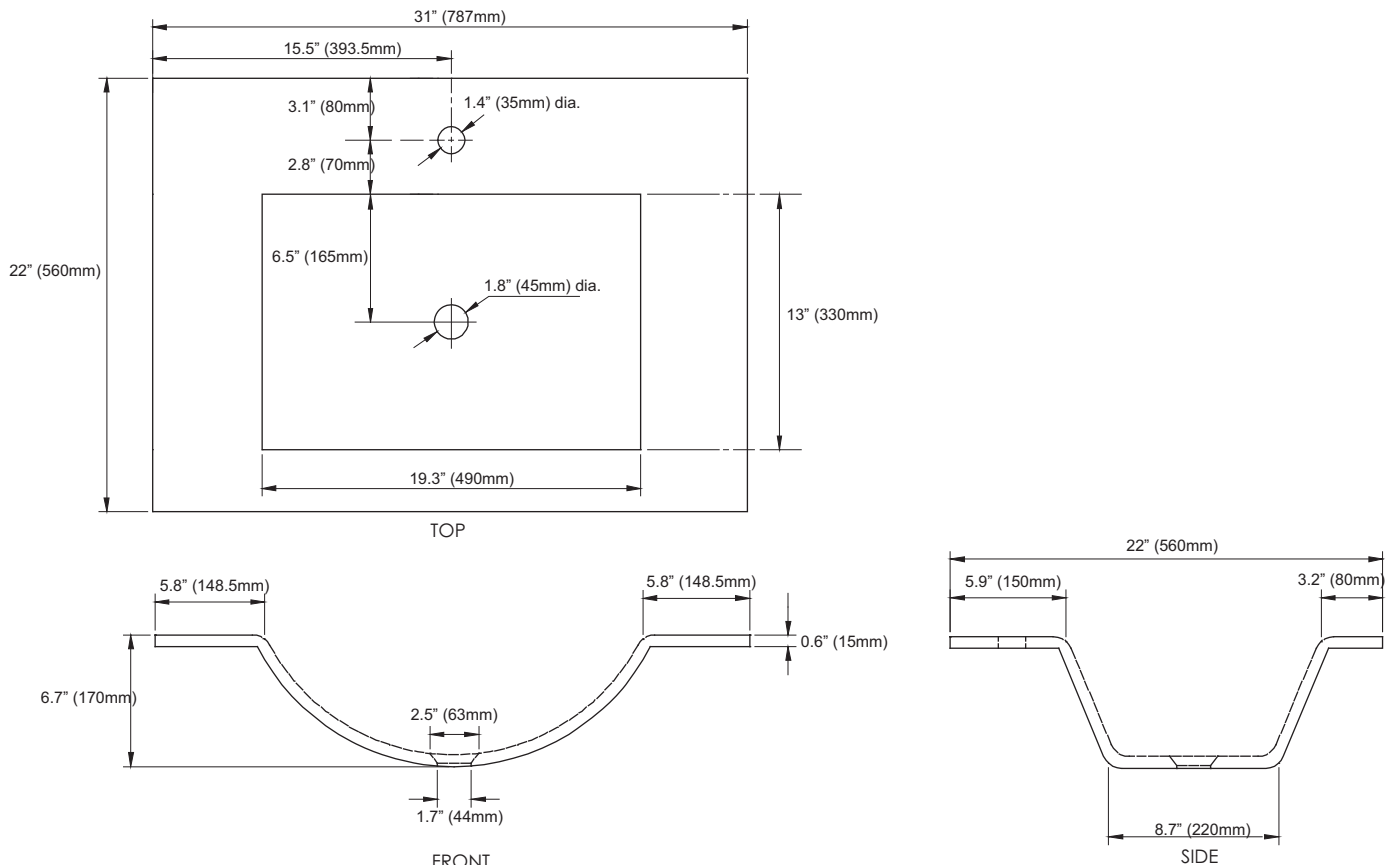 31” (787mm)
15.5” (393.5mm)
3.1” (80mm)
1.4” (35mm) dia.
2.8” (70mm)
6.5” (165mm)
22” (560mm)
1.8” (45mm) dia.
13” (330mm)
19.3” (490mm)
TOP
5.8” (148.5mm)
5.8” (148.5mm)
0.6” (15mm)
6.7” (170mm)
2.5” (63mm)
1.7” (44mm)
FRONT
22” (560mm)
5.9” (150mm)
3.2” (80mm)
8.7” (220mm)
SIDE